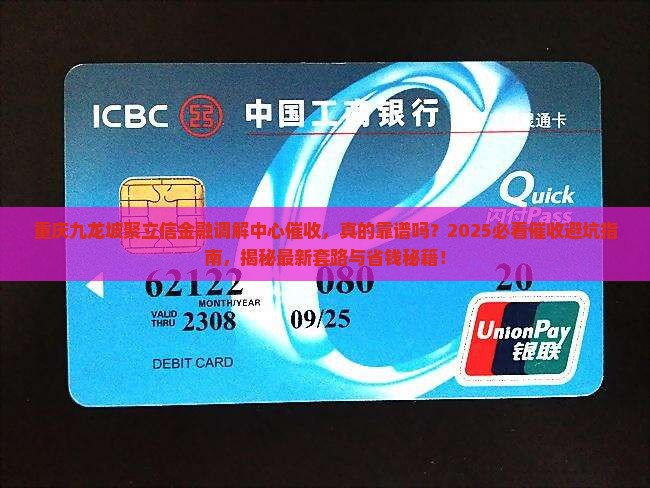 ICBC 中国工商银行 灵通卡
Quick
闪付Pass
重庆九龙坡聚立信金融调解中心催收，真的靠谱吗？2025必看催收避坑指
南，揭秘最新套路与省钱秘籍！
62122 080 20
MONTH/YEAR
VALID
THRU 2308 09/25
UnionPay
银联
DEBIT CARD